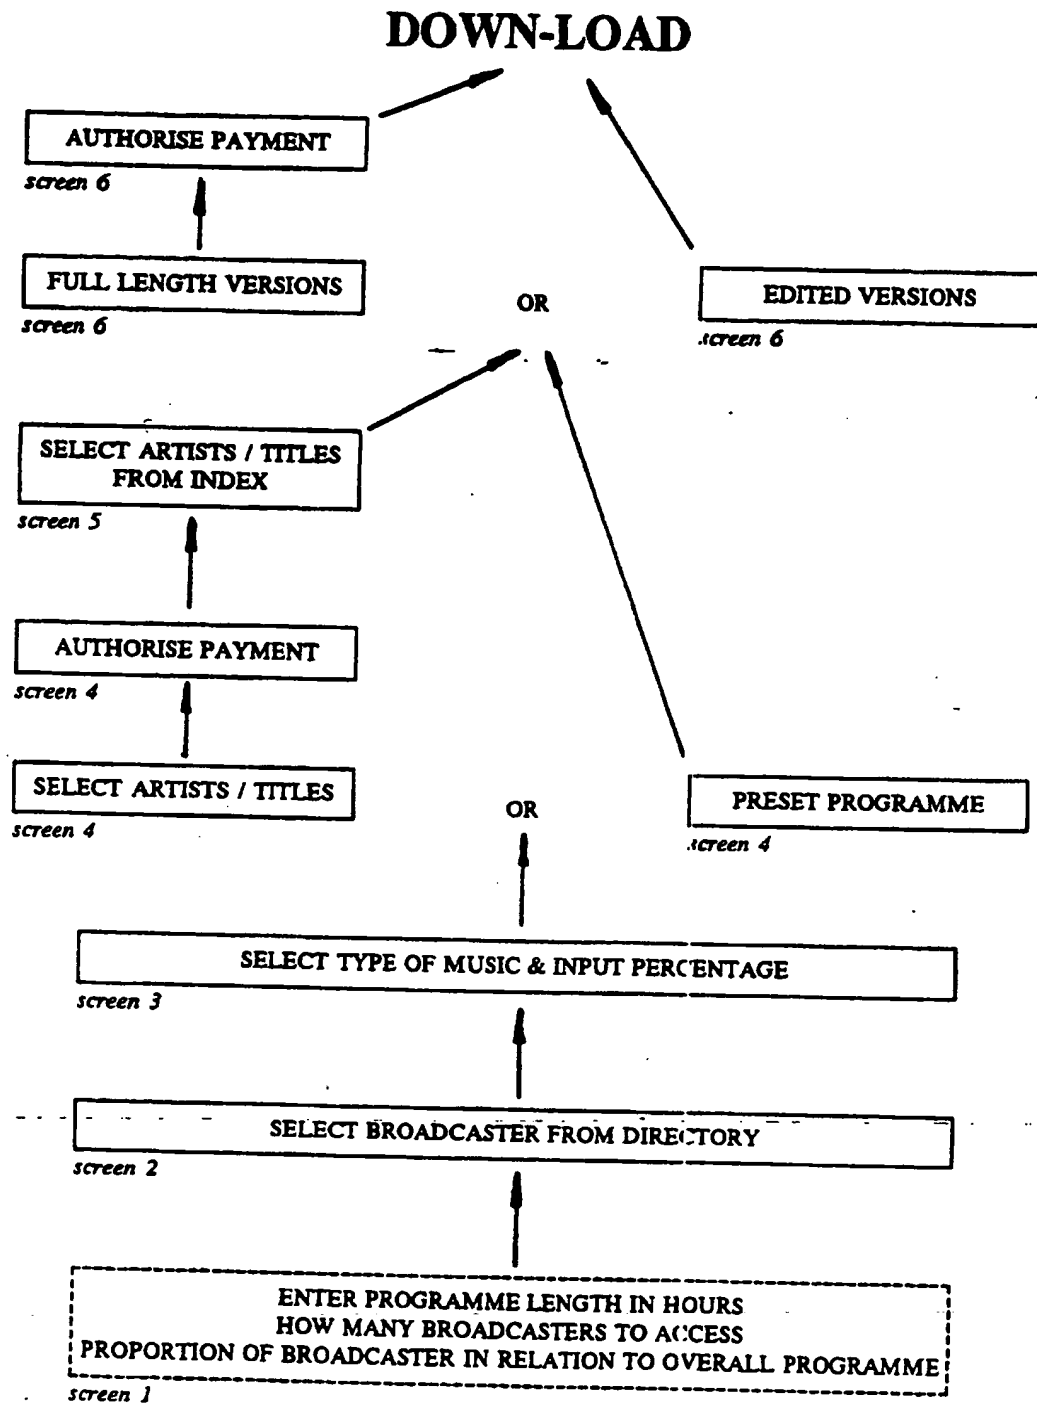 DOWN-LOAD
AUTHORISE PAYMENT
screen 6
FULL LENGTH VERSIONS
screen 6
OR
EDITED VERSIONS
screen 6
SELECT ARTISTS / TITLES
FROM INDEX
screen 5
AUTHORISE PAYMENT
screen 4
SELECT ARTISTS / TITLES
screen 4
OR
PRESET PROGRAMME
screen 4
SELECT TYPE OF MUSIC & INPUT PERCENTAGE
screen 3
SELECT BROADCASTER FROM DIRECTORY
screen 2
ENTER PROGRAMME LENGTH IN HOURS
HOW MANY BROADCASTERS TO ACCESS
PROPORTION OF BROADCASTER IN RELATION TO OVERALL PROGRAMME
screen 1